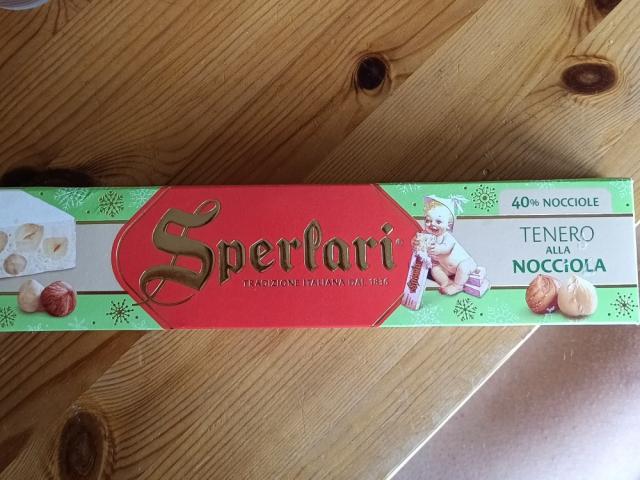 Sperlari®
TRADIZIONE ITALIANA DAL 1836
40% NOCCIOLE
TENERO
ALLA
NOCCiOLA